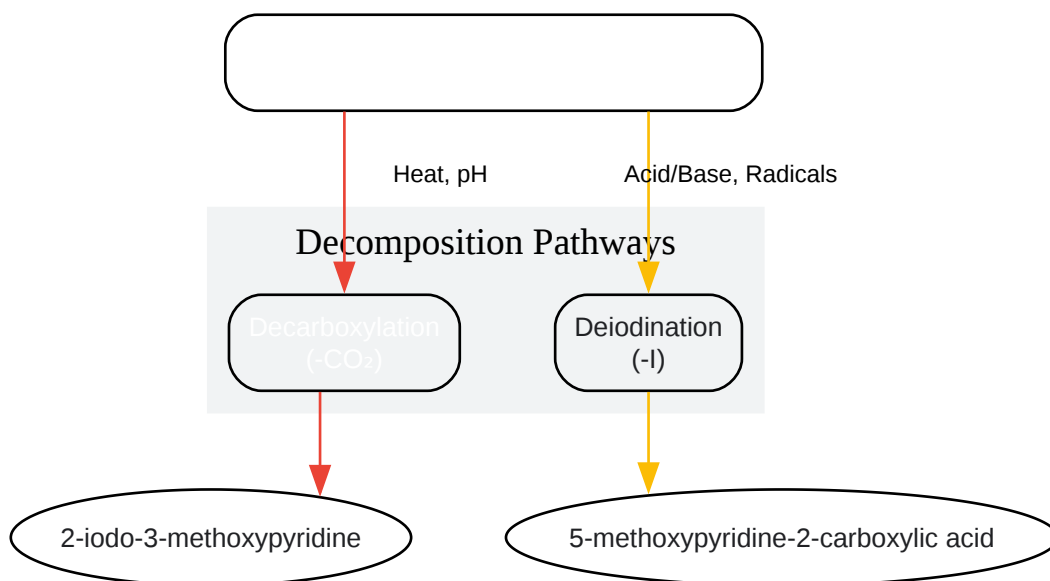 Heat, pH
Acid/Base, Radicals
Decomposition Pathways
Decarboxylation
(-CO₂)
Deiodination
(-I)
2-iodo-3-methoxypyridine
5-methoxypyridine-2-carboxylic acid